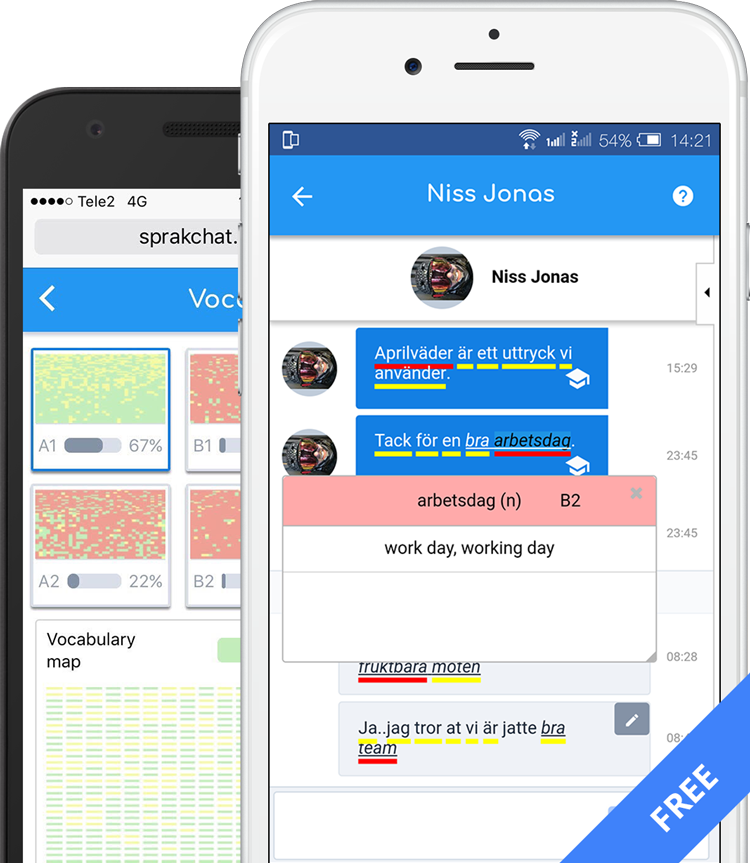 Tele2 4G
sprakchat.
A1 67%
B1
A2 22%
B2
Vocabulary
map
54% 14:21
Niss Jonas
?
Niss Jonas
Aprilväder är ett uttryck vi
använder.
15:29
Tack för en bra arbetsdag.
23:45
arbetsdag (n) B2
work day, working day
23:45
fruktbara möten
08:28
Ja..jag tror at vi är jatte bra
team
FREE